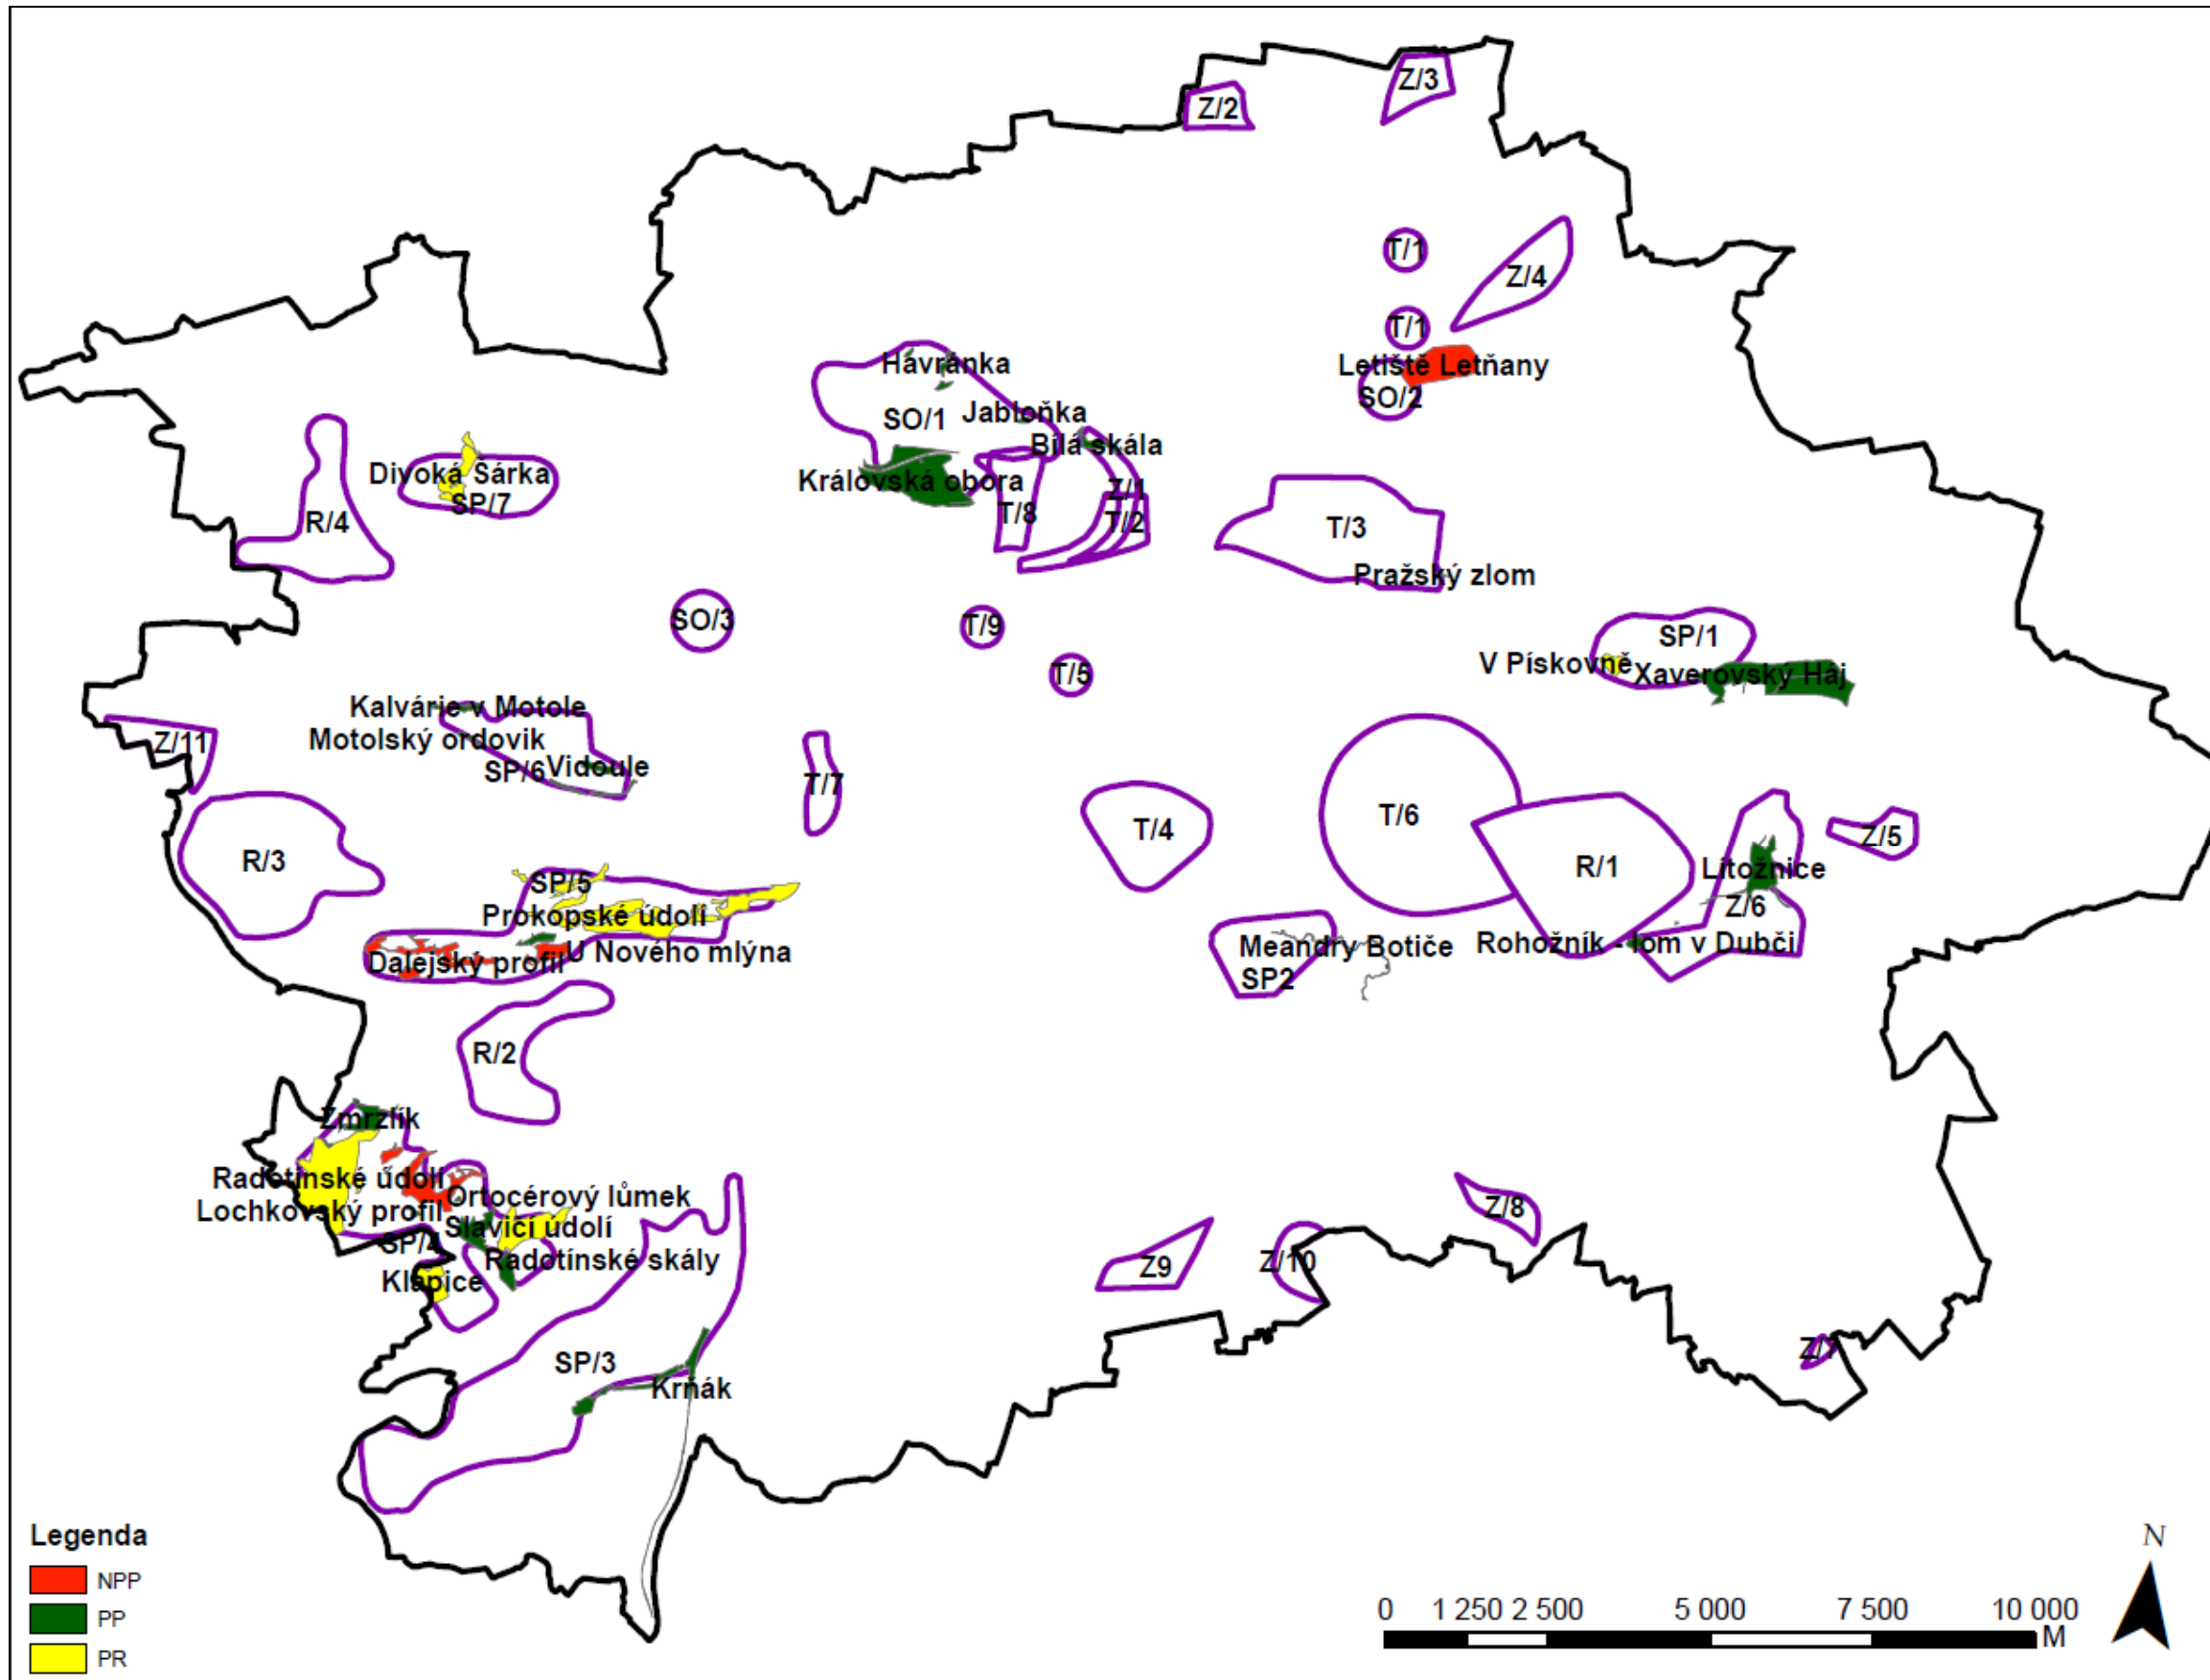 Z/3
Z/2
T/1
Z/4
T/1
Havránka
Letiště Letňany
SO/2
SO/1
Jabloňka
Bílá skála
Divoká Šárka
SP/7
Královská obora
Z/1
R/4
T/8
T/2
T/3
Pražský zlom
SO/3
T/9
SP/1
V Pískovně
Xaverovský Háj
T/5
Kalvárie v Motole
Motolský ordovik
Z/11
SP/6
Vidoule
T/7
T/4
T/6
Z/5
R/3
R/1
Lítožnice
SP/5
Z/6
Prokopské údolí
Dalejský profil
U Nového mlýna
Meandry Botiče
SP2
Rohožník - lom v Dubči
R/2
Zmrzlík
Radotínské údolí
Lochkovský profil
Ortocérový lůmek
Slavičí údolí
SP/4
Radotínské skály
Klapice
Z/8
Z9
Z/10
Z/7
SP/3
Krňák
Legenda
NPP
PP
PR
N
0 1 250 2 500 5 000 7 500 10 000
M